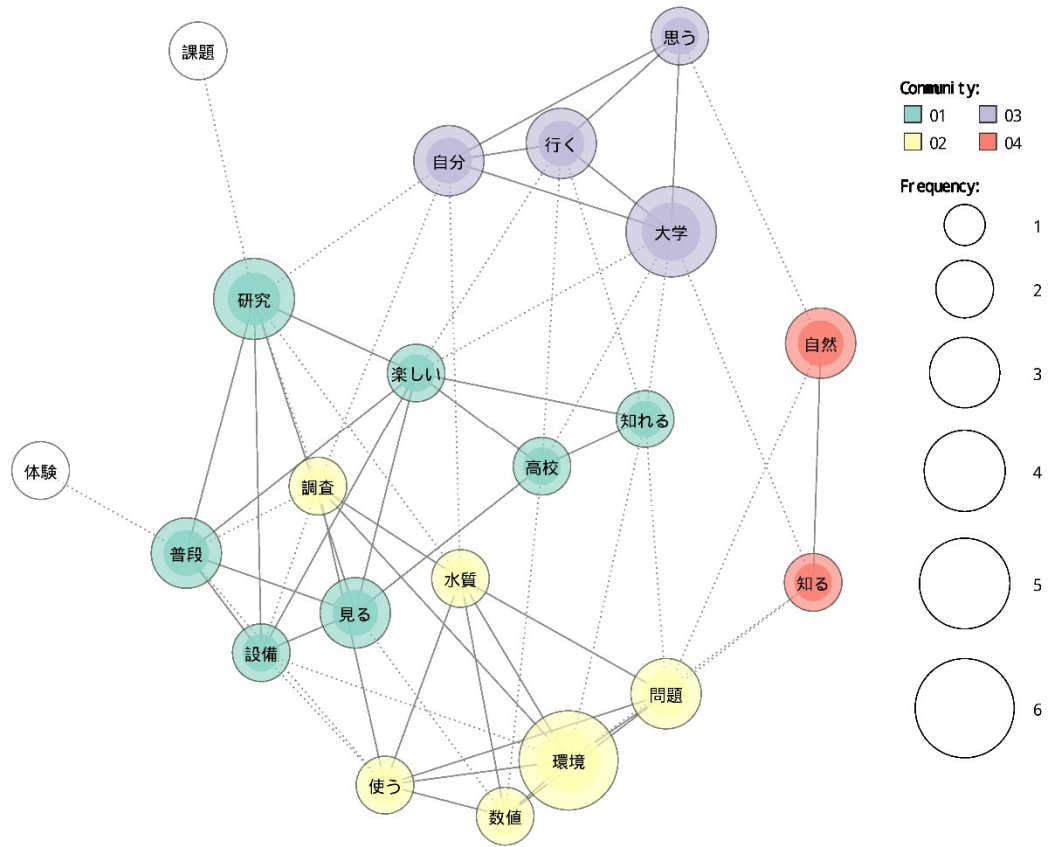 思う
課題
行く
自分
大学
研究
自然
楽しい
知れる
高校
体験
調査
普段
水質
知る
見る
設備
問題
環境
使う
数値
Community:
01 03
02 04
Frequency:
1
2
3
4
5
6